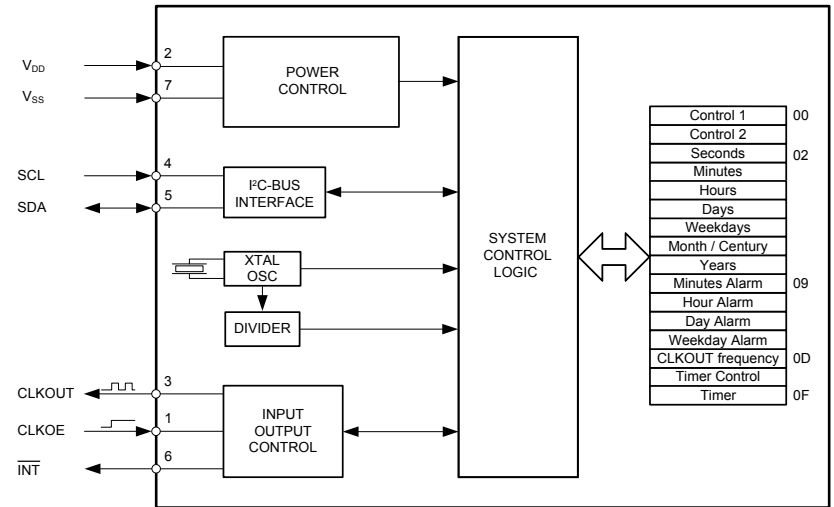 V_DD 2
V_SS 7
POWER
CONTROL
SCL 4
SDA 5
I²C-BUS
INTERFACE
XTAL
OSC
DIVIDER
CLKOUT 3
CLKOE 1
INT 6
INPUT
OUTPUT
CONTROL
SYSTEM
CONTROL
LOGIC
Control 1 00
Control 2
Seconds 02
Minutes
Hours
Days
Weekdays
Month / Century
Years
Minutes Alarm 09
Hour Alarm
Day Alarm
Weekday Alarm
CLKOUT frequency 0D
Timer Control
Timer 0F